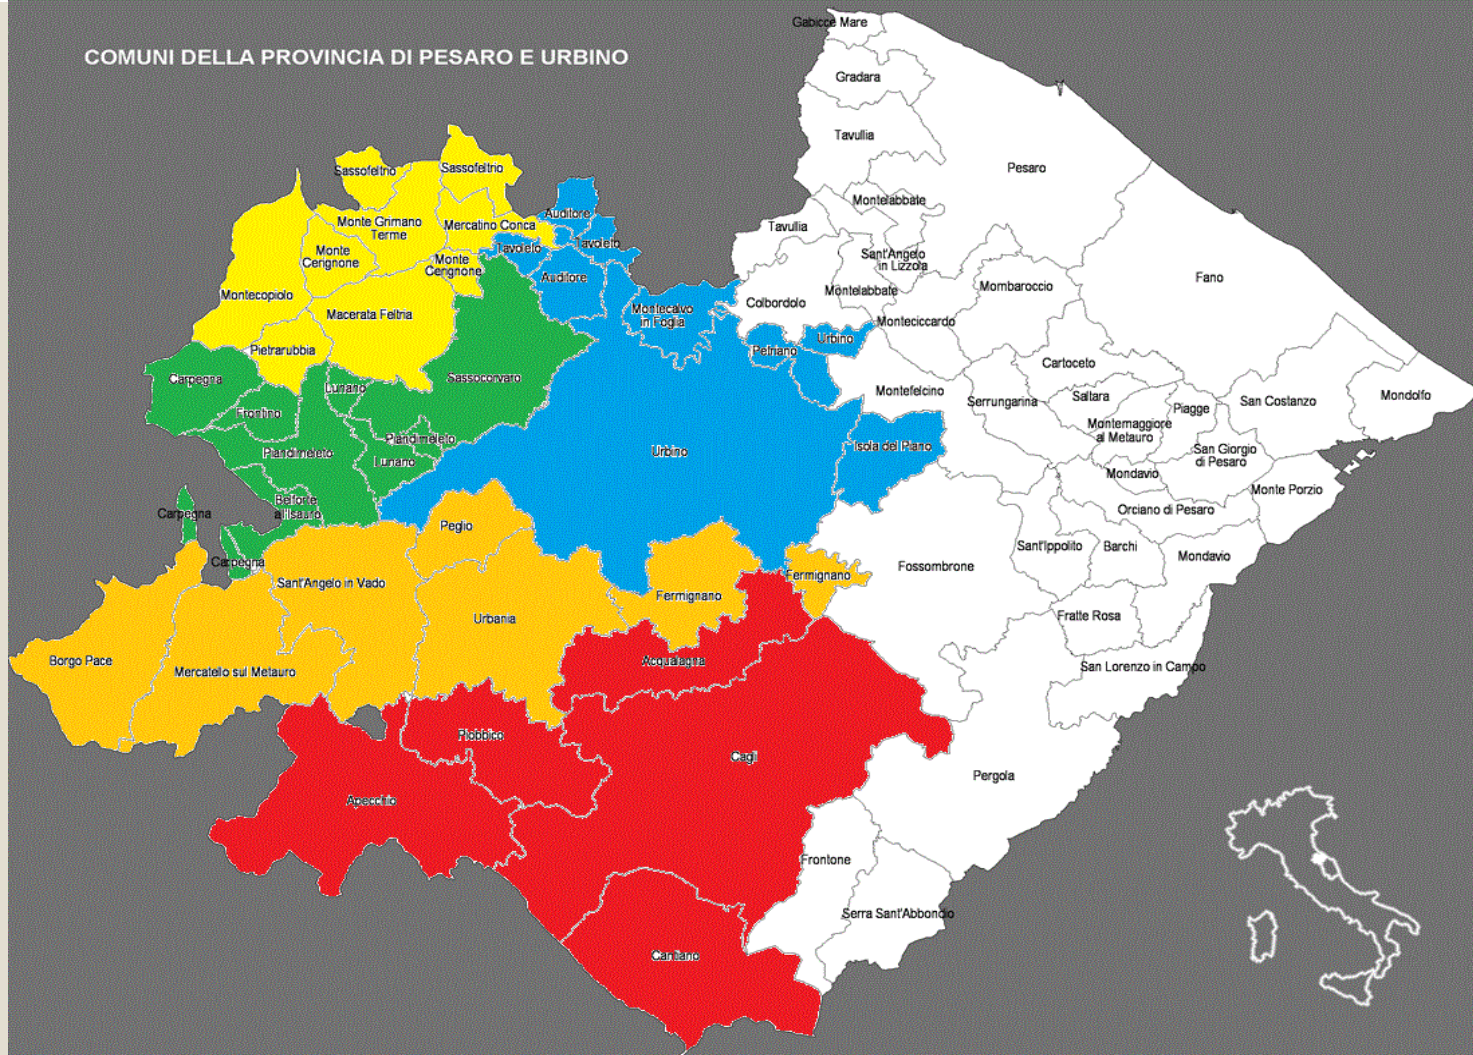 COMUNI DELLA PROVINCIA DI PESARO E URBINO
Gabicce Mare
Gradara
Tavullia
Pesaro
Sassofeltrio
Sassofeltrio
Montelabbate
Auditore
Monte Grimano
Terme
Mercatino Conca
Tavullia
Tavoleto
Tavoleto
Monte
Cerignone
Monte
Cerignone
Sant'Angelo
in Lizzola
Auditore
Fano
Mombaroccio
Montelabbate
Montecopiolo
Colbordolo
Macerata Feltria
Montecalvo
in Foglia
Monteciccardo
Urbino
Pietrarubbia
Petriano
Cartoceto
Carpegna
Sassocorvaro
Lunano
Montefelcino
Saltara
Mondolfo
Serrungarina
San Costanzo
Piagge
Frontino
Montemaggiore
al Metauro
Piandimeleto
Isola del Piano
Piandimeleto
Urbino
San Giorgio
di Pesaro
Lunano
Mondavio
Monte Porzio
Belforte
all'Isauro
Carpegna
Orciano di Pesaro
Peglio
Sant'Ippolito
Barchi
Mondavio
Carpegna
Fossombrone
Sant'Angelo in Vado
Fermignano
Fermignano
Fratte Rosa
Urbania
Borgo Pace
Acqualagna
San Lorenzo in Campo
Mercatello sul Metauro
Piobbico
Cagli
Pergola
Apecchio
Frontone
Serra Sant'Abbondio
Cantiano